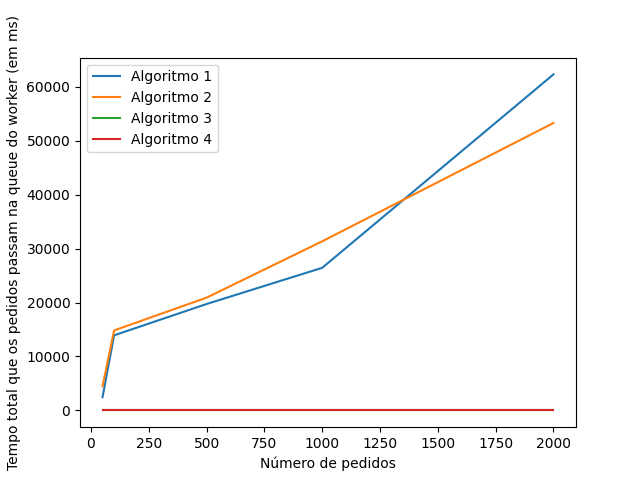 Tempo total que os pedidos passam na queue do worker (em ms)
60000
50000
40000
30000
20000
10000
0
Algoritmo 1
Algoritmo 2
Algoritmo 3
Algoritmo 4
0 250 500 750 1000 1250 1500 1750 2000
Número de pedidos